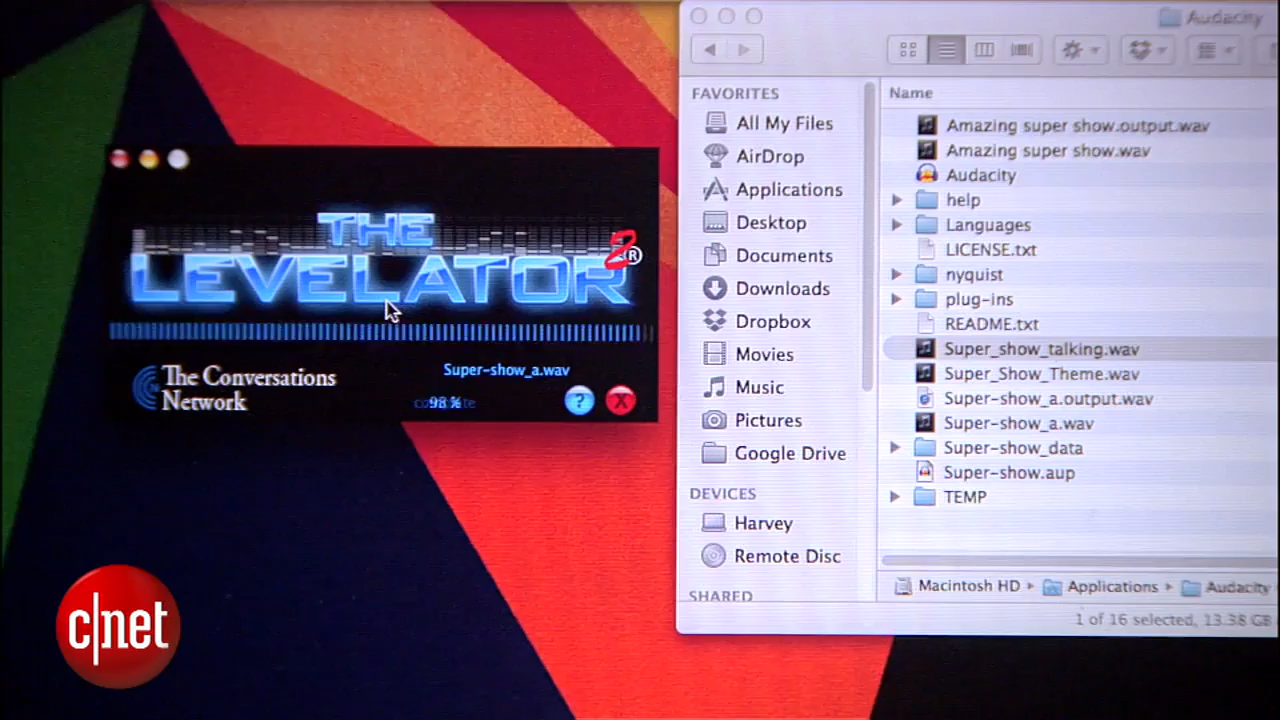 THE
LEVELATOR 2 ®
The Conversations
Network
Super-show_a.wav
98 %
?
X
c|net
Audacity
FAVORITES
All My Files
AirDrop
Applications
Desktop
Documents
Downloads
Dropbox
Movies
Music
Pictures
Google Drive
DEVICES
Harvey
Remote Disc
SHARED
Name
Amazing super show.output.wav
Amazing super show.wav
Audacity
help
Languages
LICENSE.txt
nyquist
plug-ins
README.txt
Super_show_talking.wav
Super_Show_Theme.wav
Super-show_a.output.wav
Super-show_a.wav
Super-show_data
Super-show.aup
TEMP
Macintosh HD Applications Audacity
1 of 16 selected, 13.38 GB